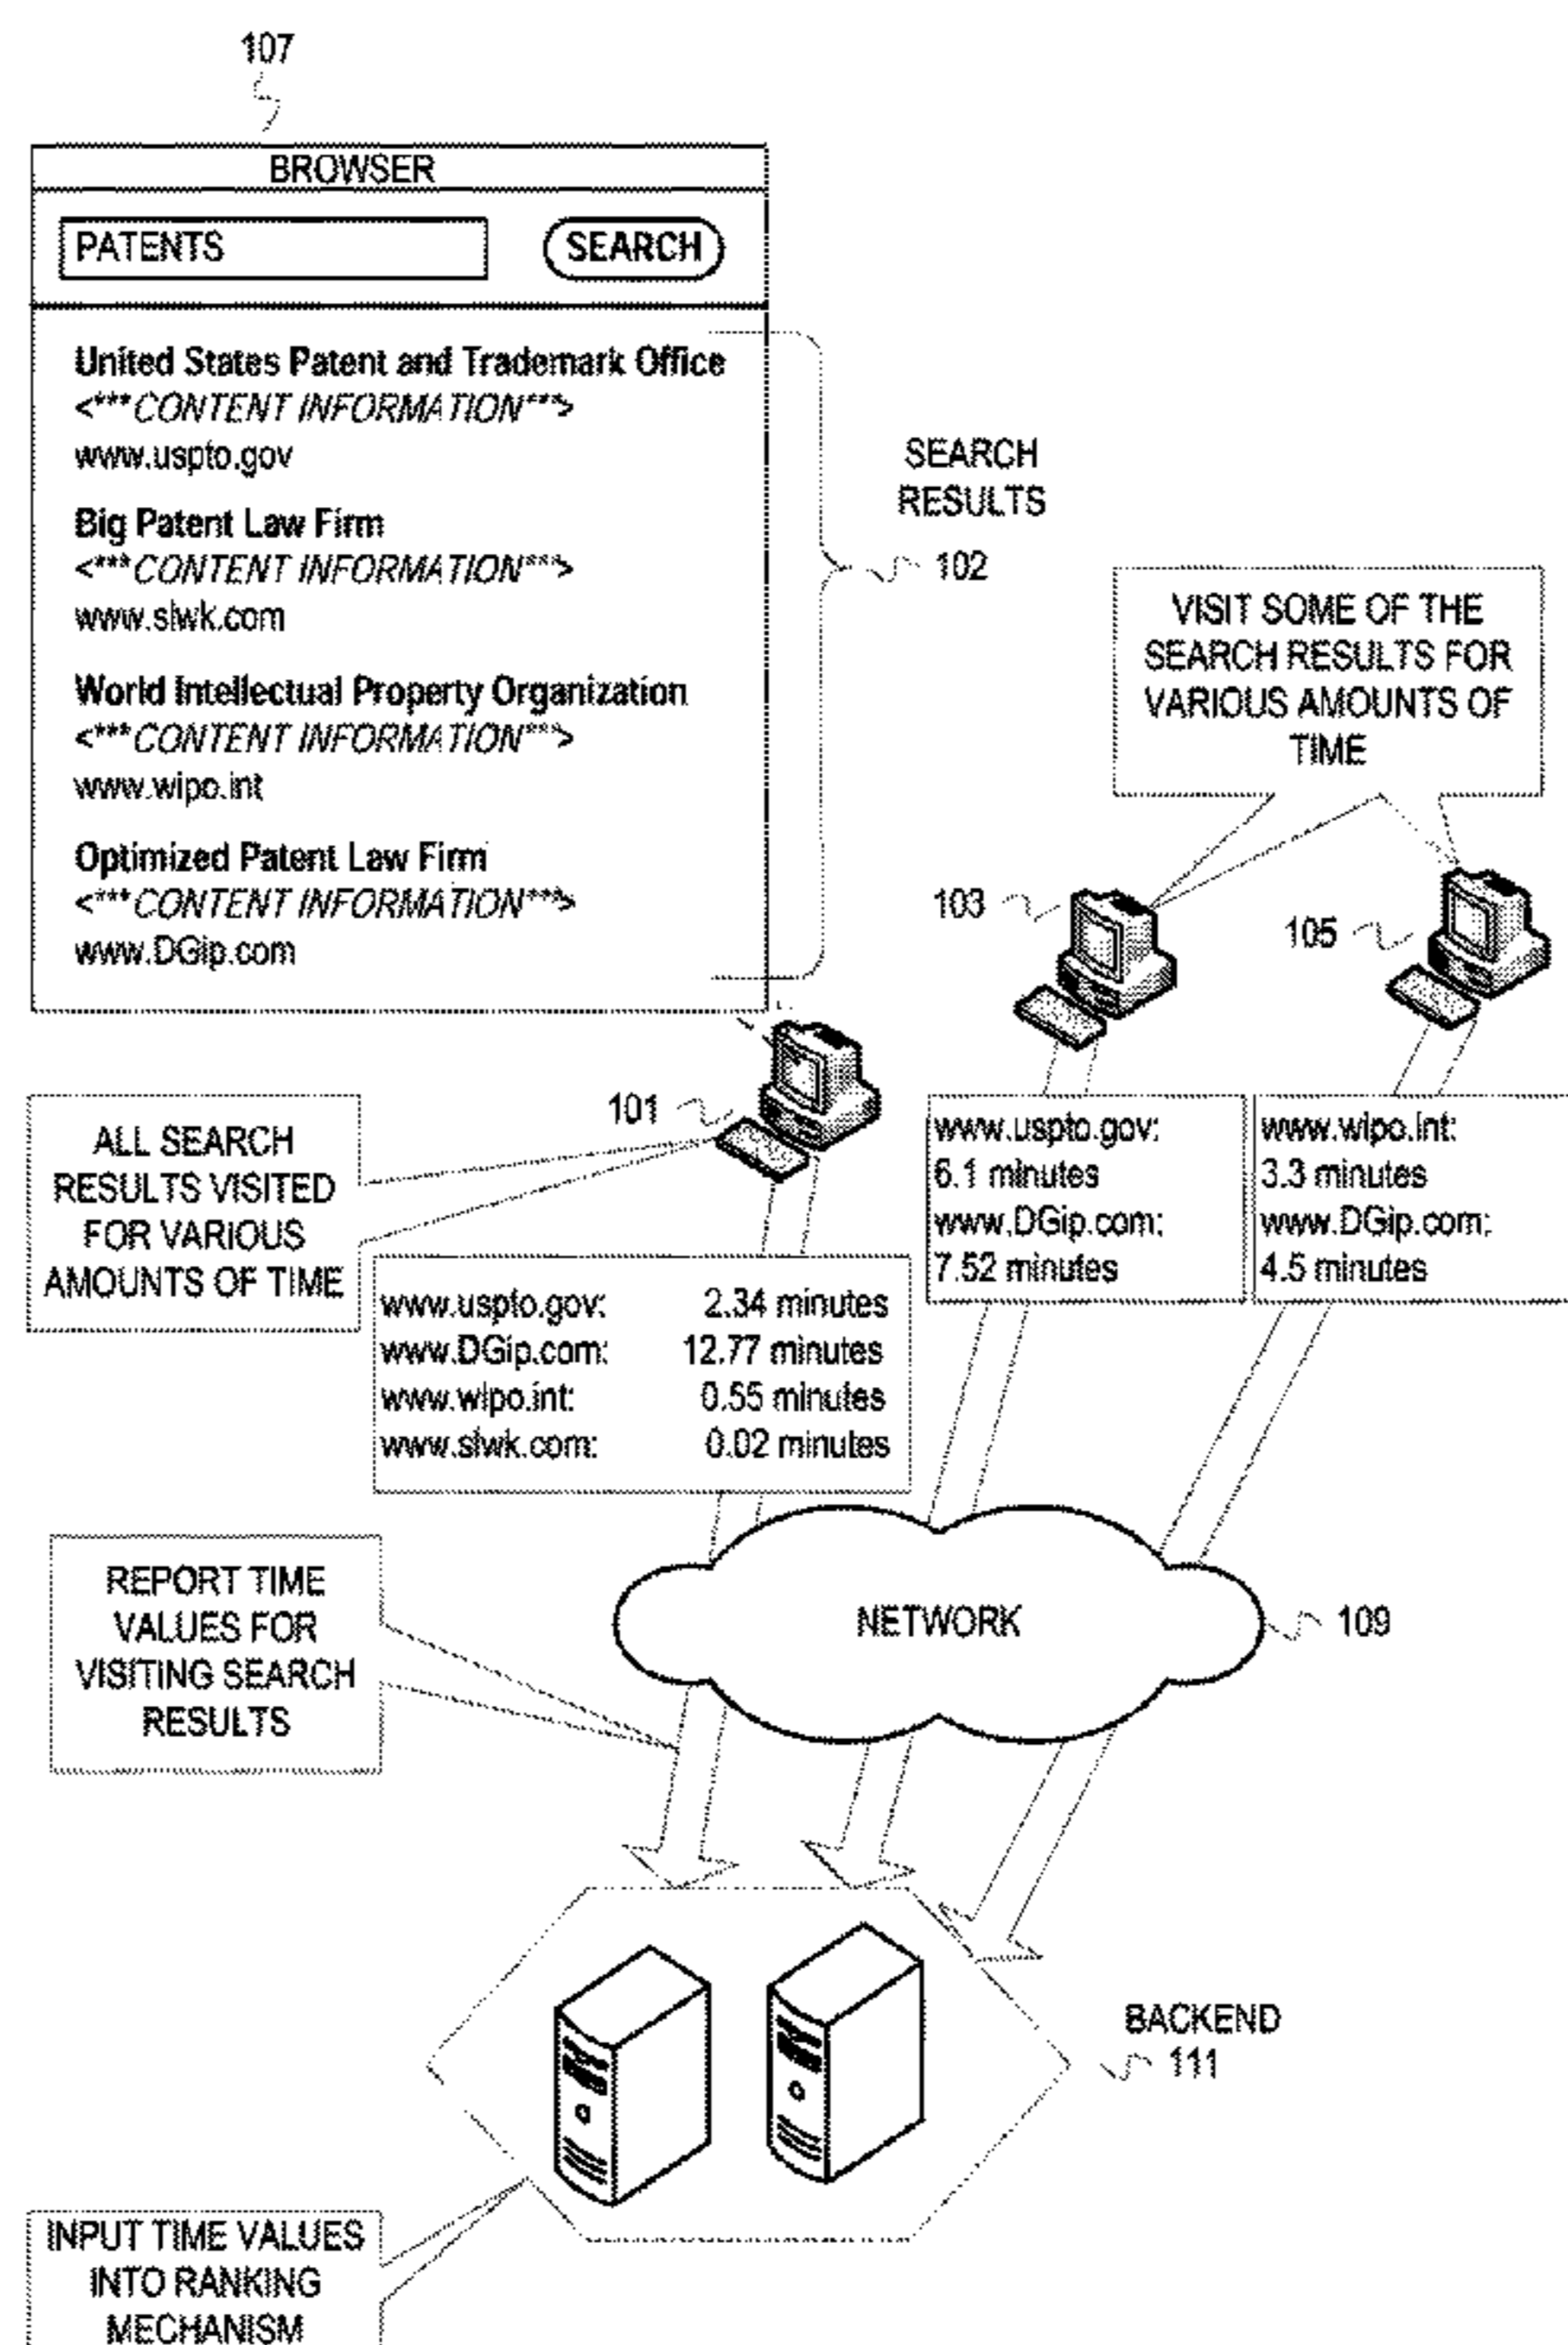 107
BROWSER
PATENTS
SEARCH
United States Patent and Trademark Office
<***CONTENT INFORMATION***>
www.uspto.gov
Big Patent Law Firm
<***CONTENT INFORMATION***>
www.slwk.com
World Intellectual Property Organization
<***CONTENT INFORMATION***>
www.wipo.int
Optimized Patent Law Firm
<***CONTENT INFORMATION***>
www.DGip.com
SEARCH
RESULTS
102
VISIT SOME OF THE
SEARCH RESULTS FOR
VARIOUS AMOUNTS OF
TIME
103
105
101
ALL SEARCH
RESULTS VISITED
FOR VARIOUS
AMOUNTS OF TIME
www.uspto.gov:
6.1 minutes
www.DGip.com:
7.52 minutes
www.wipo.int:
3.3 minutes
www.DGip.com:
4.5 minutes
www.uspto.gov: 2.34 minutes
www.DGip.com: 12.77 minutes
www.wipo.int: 0.55 minutes
www.slwk.com: 0.02 minutes
REPORT TIME
VALUES FOR
VISITING SEARCH
RESULTS
NETWORK
109
BACKEND
111
INPUT TIME VALUES
INTO RANKING
MECHANISM